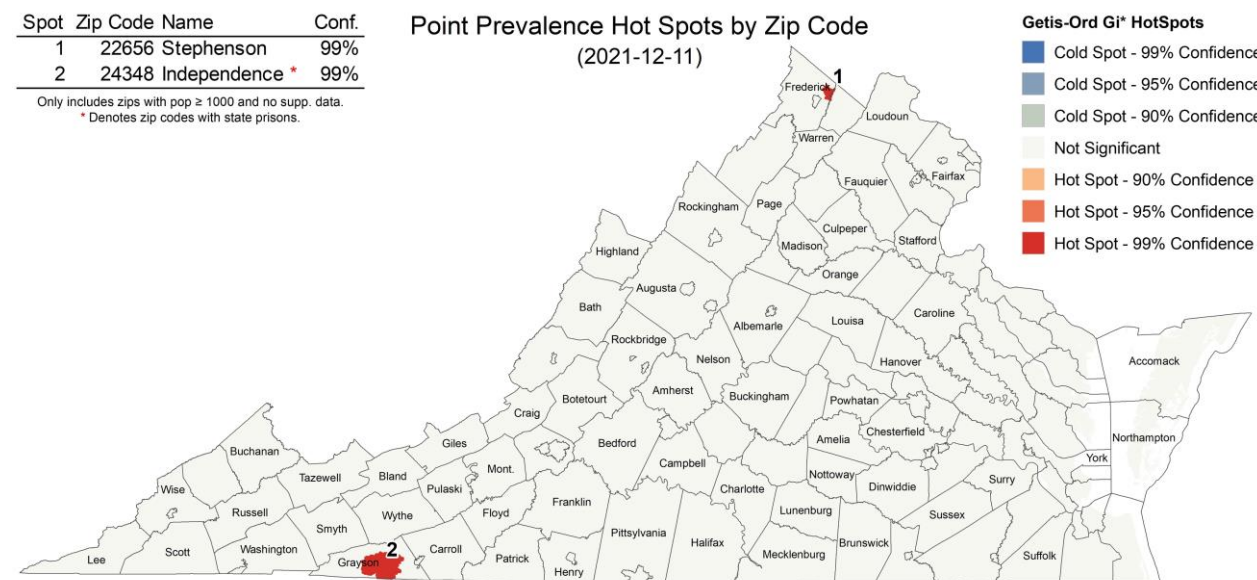 Point Prevalence Hot Spots by Zip Code
(2021-12-11)
Spot Zip Code Name Conf.
1 22656 Stephenson 99%
2 24348 Independence * 99%
Only includes zips with pop ≥ 1000 and no supp. data.
* Denotes zip codes with state prisons.
Getis-Ord Gi* HotSpots
Cold Spot - 99% Confidence
Cold Spot - 95% Confidence
Cold Spot - 90% Confidence
Not Significant
Hot Spot - 90% Confidence
Hot Spot - 95% Confidence
Hot Spot - 99% Confidence
1
Frederick
Loudoun
Warren
Fairfax
Fauquier
Page
Rockingham
Culpeper
Stafford
Madison
Highland
Orange
Augusta
Bath
Caroline
Louisa
Albemarle
Rockbridge
Nelson
Hanover
Accomack
Amherst
Buckingham
Botetourt
Powhatan
Craig
Chesterfield
Northampton
Amelia
Giles
Bedford
Buchanan
Campbell
York
Mont.
Nottoway
Tazewell
Bland
Surry
Pulaski
Charlotte
Dinwiddie
Wise
Franklin
Lunenburg
Russell
Wythe
Floyd
Sussex
Smyth
Pittsylvania
Halifax
Brunswick
Washington
2
Carroll
Scott
Mecklenburg
Suffolk
Lee
Grayson
Patrick
Henry